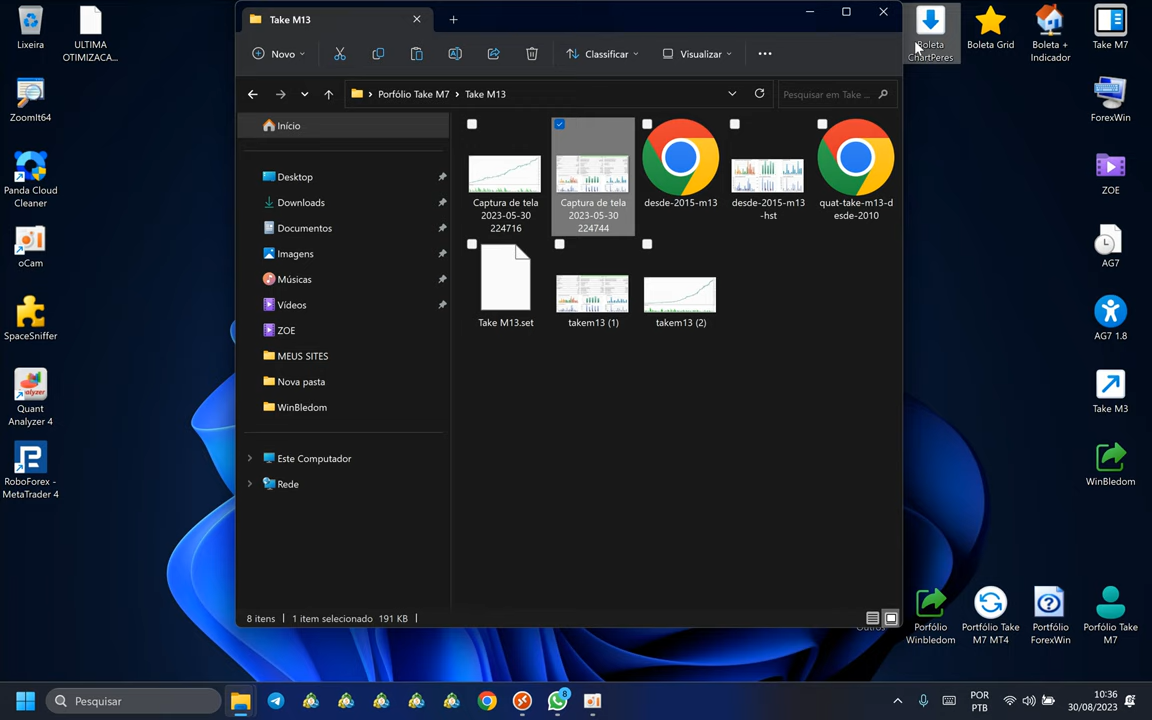 Lixeira
ULTIMA
OTIMIZACA...
ZoomIt64
Panda Cloud
Cleaner
oCam
SpaceSniffer
Quant
Analyzer 4
RoboForex -
MetaTrader 4
Take M13
Novo
Classificar
Visualizar
Porfólio Take M7
Take M13
Pesquisar em Take ...
Início
Desktop
Downloads
Documentos
Imagens
Músicas
Vídeos
ZOE
MEUS SITES
Nova pasta
WinBledom
Este Computador
Rede
Captura de tela
2023-05-30
224716
Captura de tela
2023-05-30
224744
desde-2015-m13
desde-2015-m13
-hst
quat-take-m13-d
esde-2010
Take M13.set
takem13 (1)
takem13 (2)
8 itens
1 item selecionado 191 KB
Boleta
ChartPeres
Boleta Grid
Boleta +
Indicador
Take M7
ForexWin
ZOE
AG7
AG7 1.8
Take M3
WinBledom
Porfólio
Winbledom
Portfólio Take
M7 MT4
Portfólio
ForexWin
Porfólio Take
M7
Pesquisar
8
POR
PTB
10:36
30/08/2023